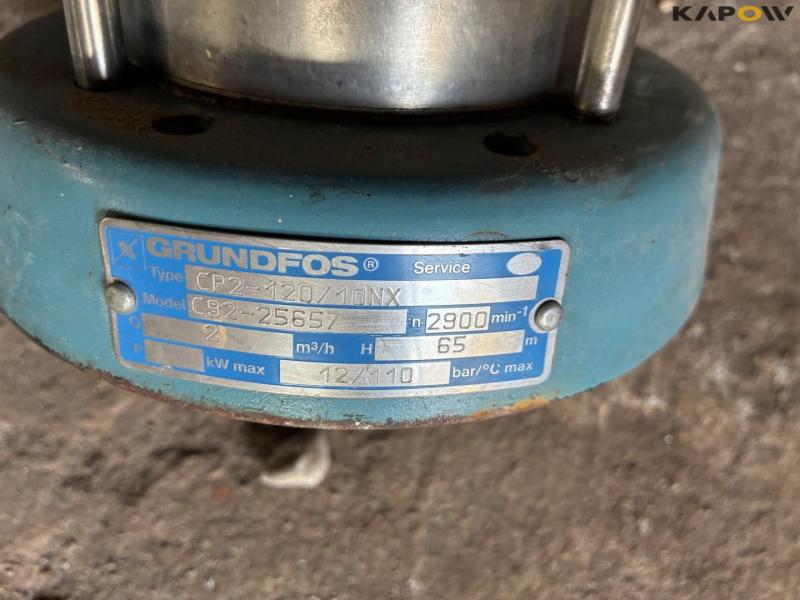 KAPOW
GRUNDFOS® Service
Type CP2-120/10NX
Model C92-25657 n 2900 min-1
Q 2 m³/h H 65 m
P kW max 12/110 bar/°C max